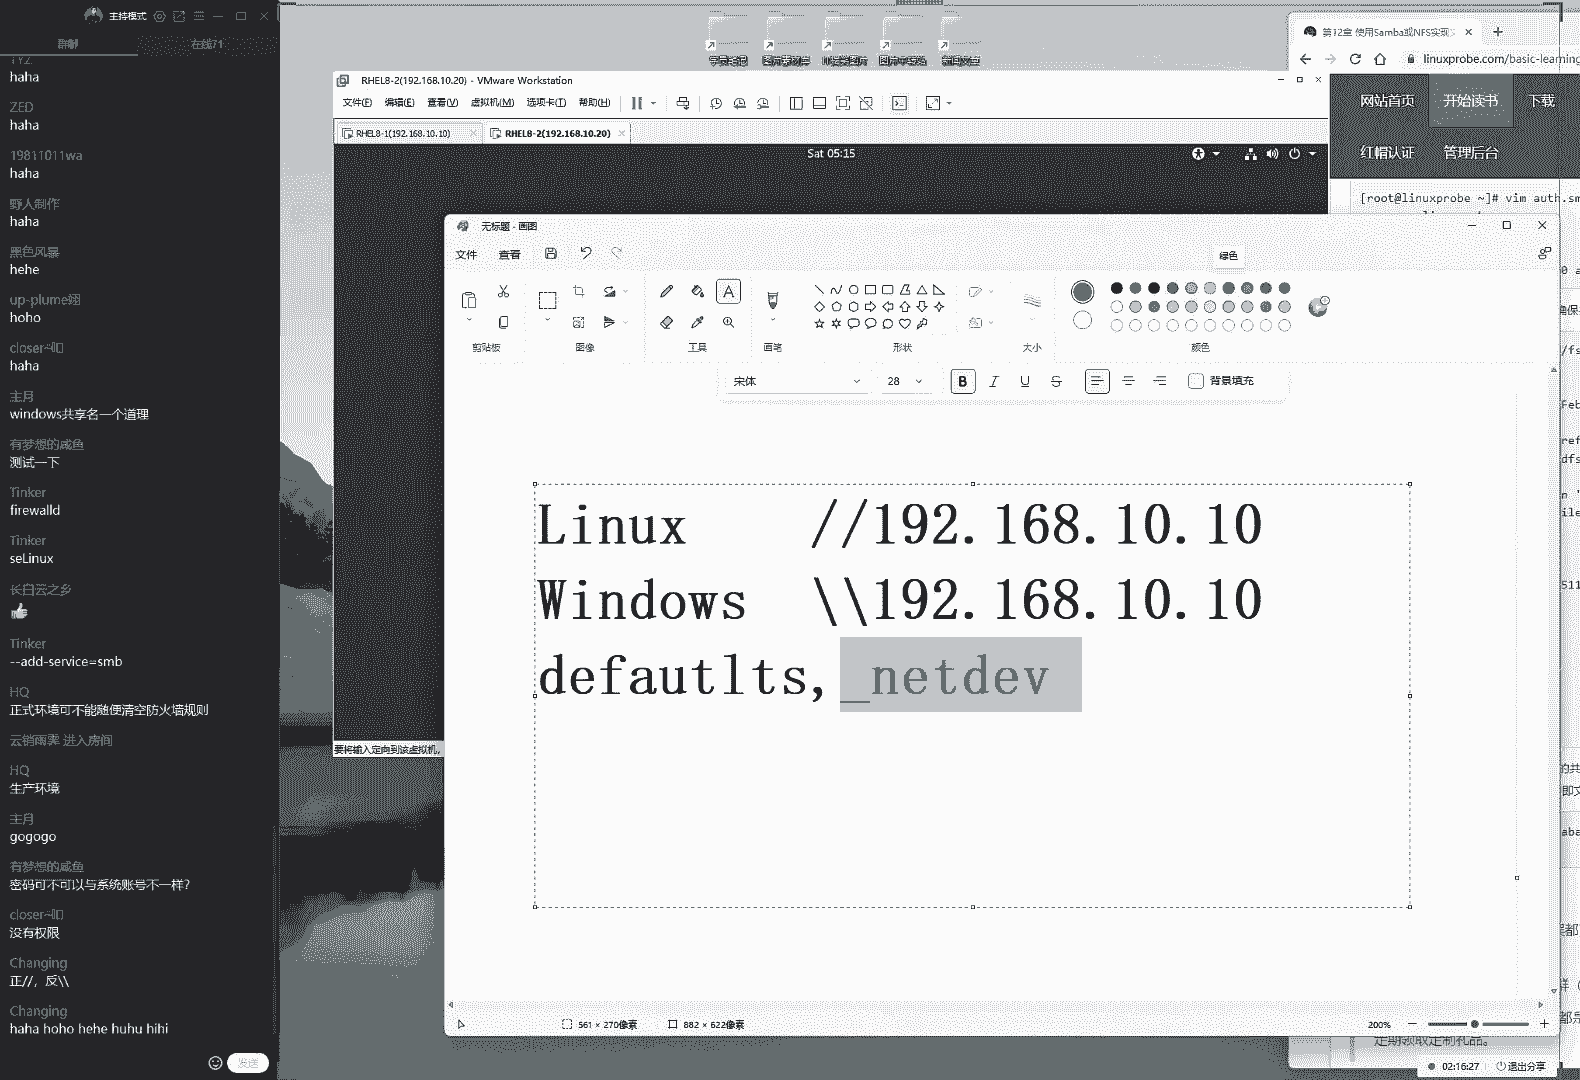 主持模式
群聊
在线71
haha
ZED
haha
19811011wa
haha
野人制作
haha
黑色风暴
hehe
up-plume翊
hoho
haha
主月
windows共享名一个道理
有梦想的咸鱼
测试一下
Tinker
firewalld
Tinker
seLinux
长白云之乡
Tinker
--add-service=smb
HQ
正式环境可不能随便清空防火墙规则
云销雨霁 进入房间
HQ
生产环境
主月
gogogo
有梦想的咸鱼
密码可不可以与系统账号不一样?
没有权限
Changing
正//，反\\
Changing
haha hoho hehe huhu hihi
发送
RHEL8-2(192.168.10.20) - VMware Workstation
文件(F) 编辑(E) 查看(V) 虚拟机(M) 选项卡(T) 帮助(H)
RHEL8-1(192.168.10.10)
RHEL8-2(192.168.10.20)
Sat 05:15
要将输入定向到该虚拟机，
第12章 使用Samba或NFS实现
linuxprobe.com/basic-learning
网站首页 开始读书 下载
红帽认证 管理后台
[root@linuxprobe ~]# vim auth.sm
无标题 - 画图
文件 查看
绿色
剪贴板 图像 工具 画笔 形状 大小 颜色
宋体 28 B I U S 背景填充
Linux //192.168.10.10
Windows \\192.168.10.10
defautlts,_netdev
561 × 270像素 882 × 622像素 200%
定期领取定制礼品。
02:16:27 退出分享